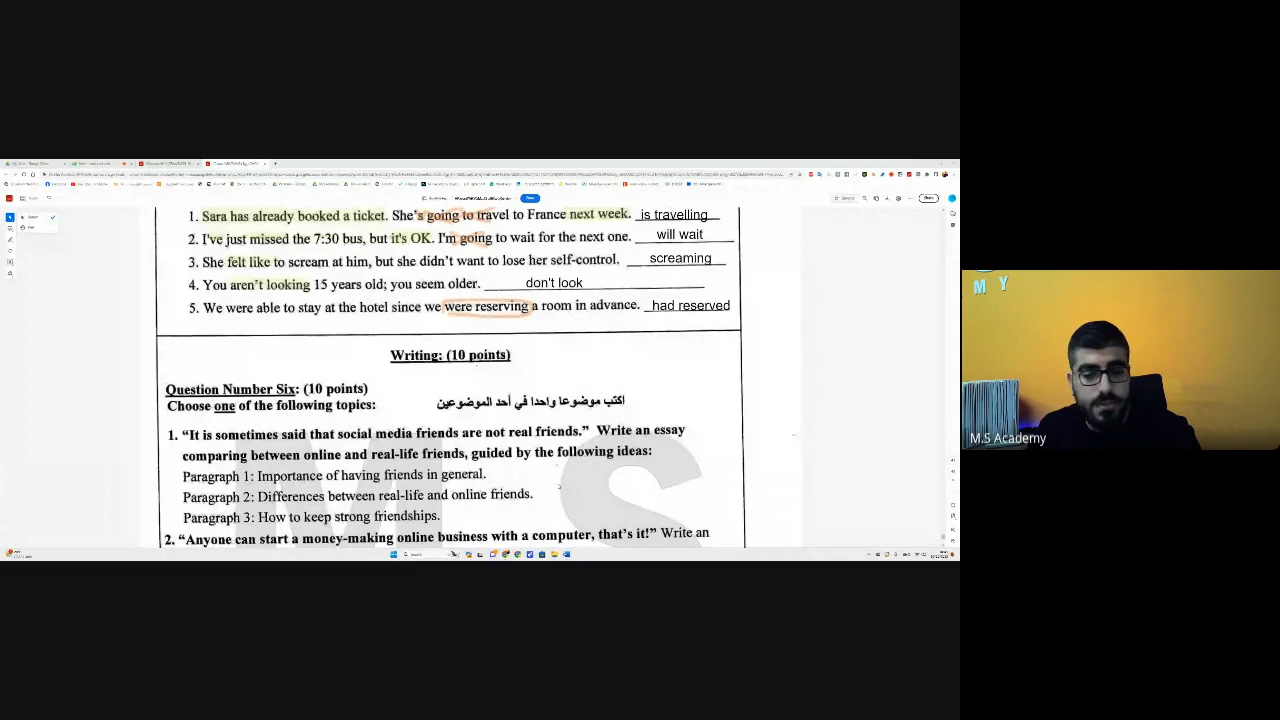 1. Sara has already booked a ticket. She's going to travel to France next week. is travelling
2. I've just missed the 7:30 bus, but it's OK. I'm going to wait for the next one. will wait
3. She felt like to scream at him, but she didn't want to lose her self-control. screaming
4. You aren't looking 15 years old; you seem older. don't look
5. We were able to stay at the hotel since we were reserving a room in advance. had reserved
Writing: (10 points)
Question Number Six: (10 points)
Choose one of the following topics: اكتب موضوعا واحدا في أحد الموضوعين
1. “It is sometimes said that social media friends are not real friends.” Write an essay
comparing between online and real-life friends, guided by the following ideas:
Paragraph 1: Importance of having friends in general.
Paragraph 2: Differences between real-life and online friends.
Paragraph 3: How to keep strong friendships.
2. “Anyone can start a money-making online business with a computer, that's it!” Write an
M S
M Y
M.S Academy